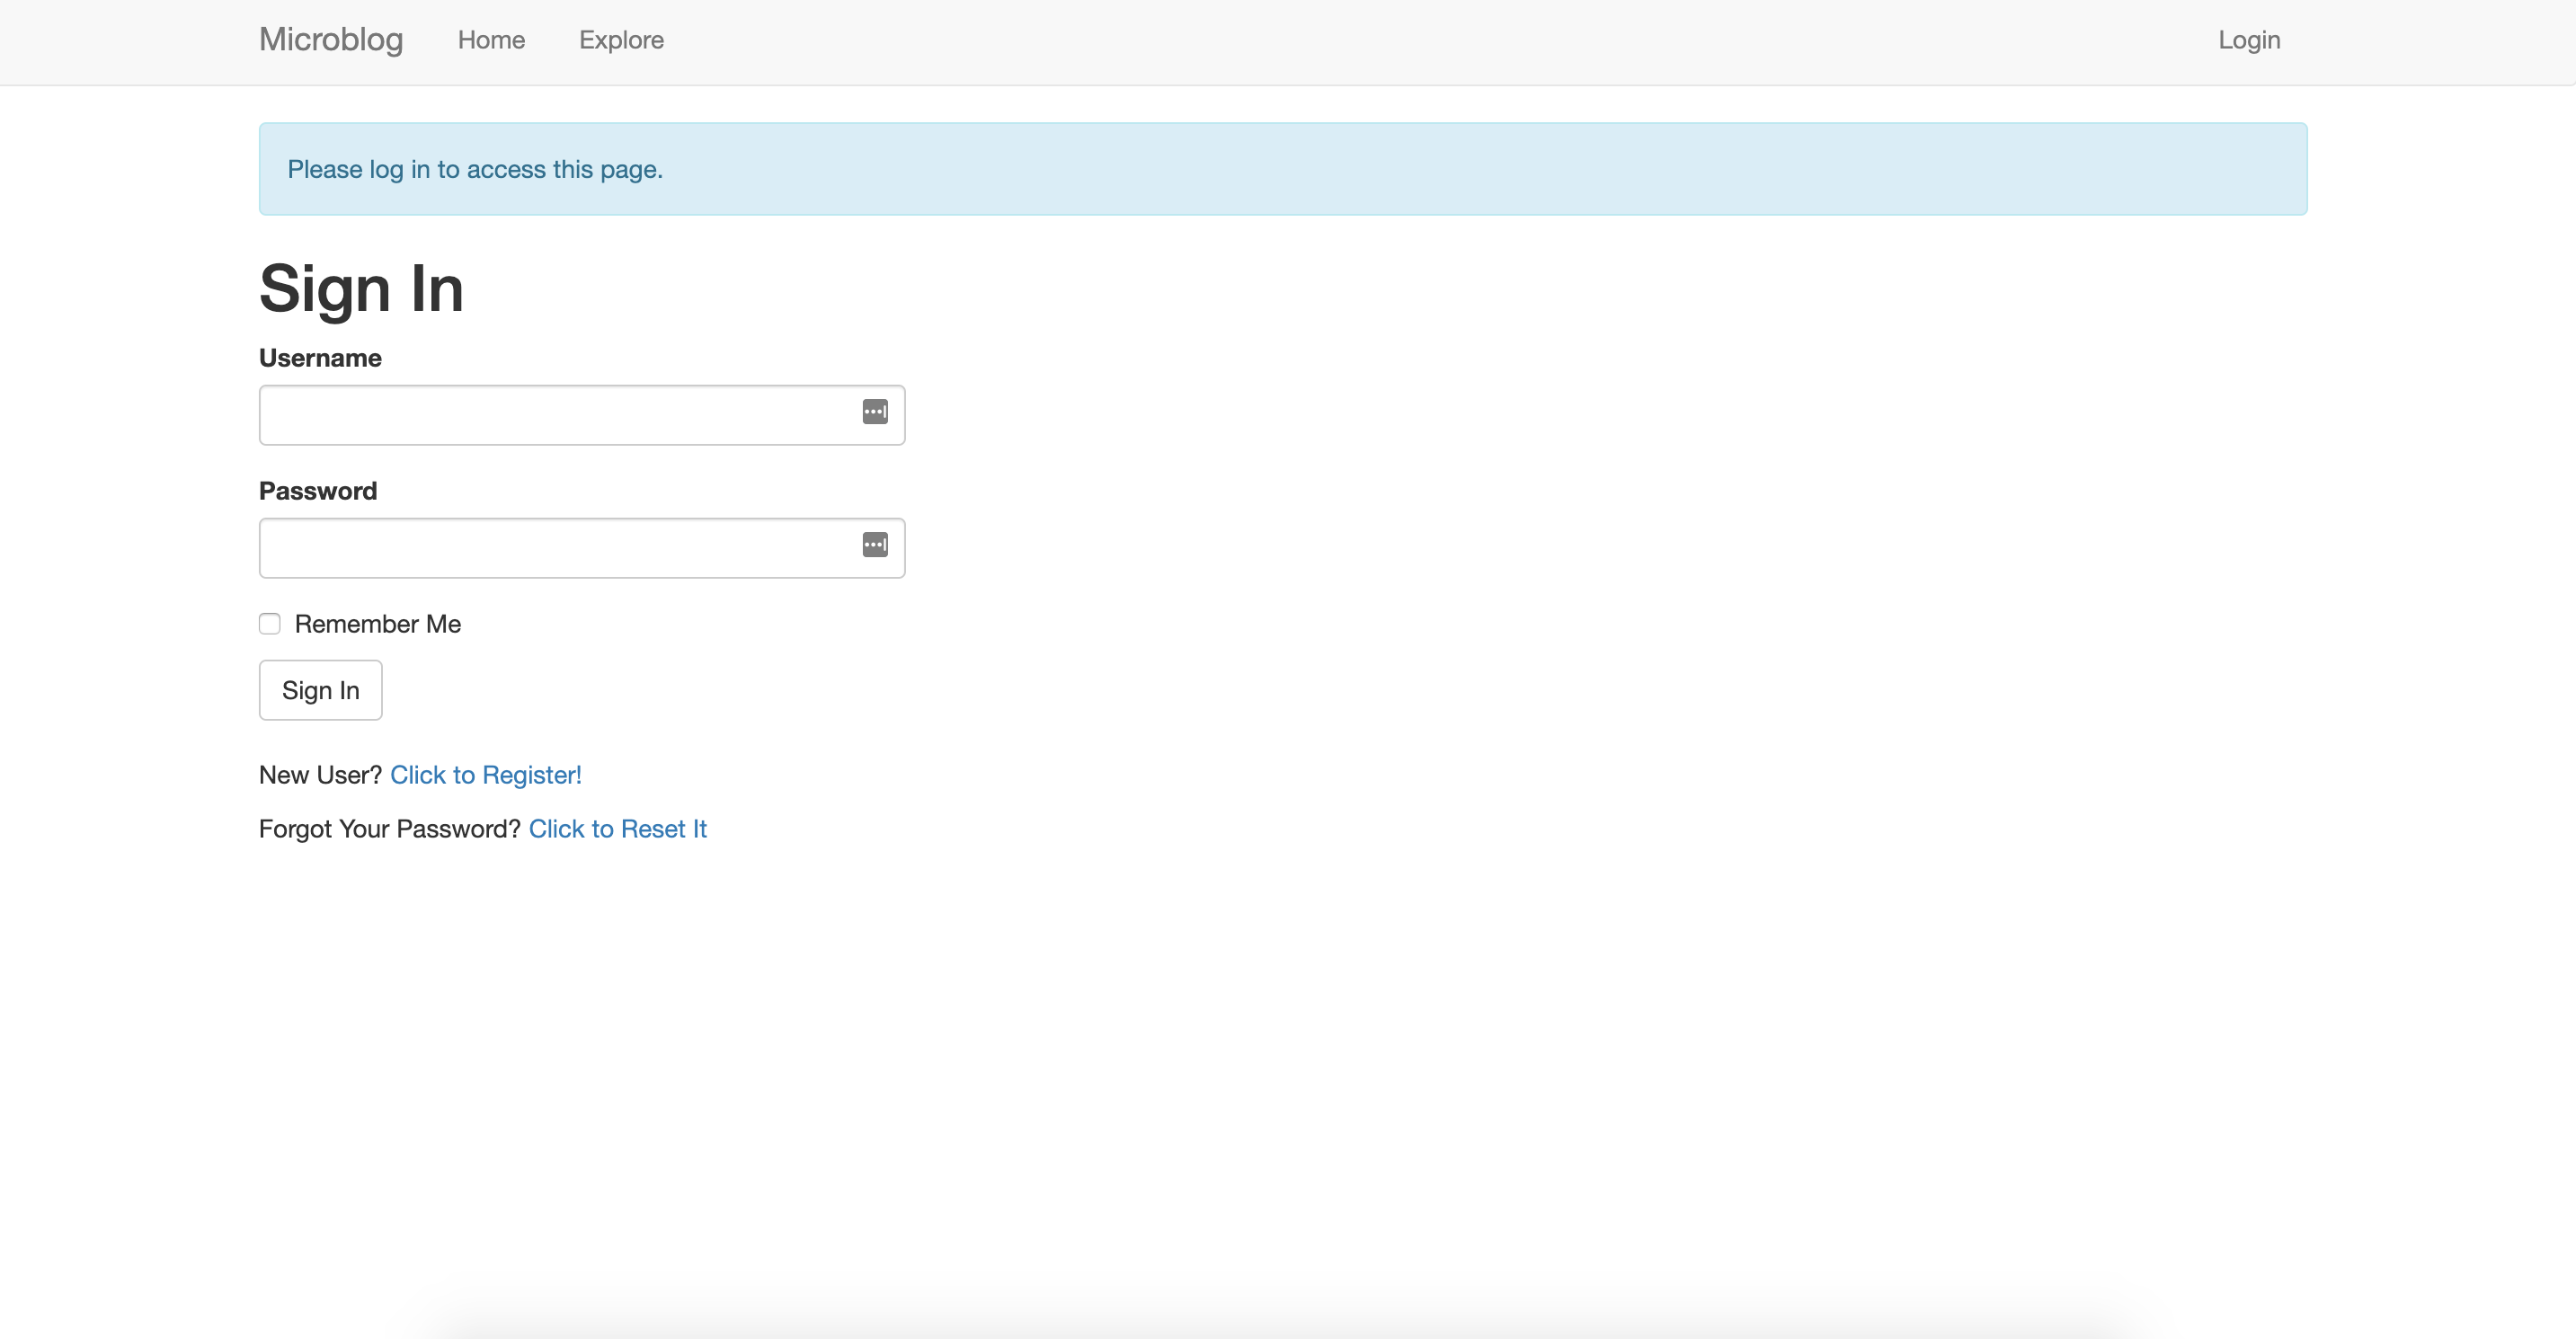 Microblog Home Explore Login
Please log in to access this page.
Sign In
Username
Password
Remember Me
Sign In
New User? Click to Register!
Forgot Your Password? Click to Reset It